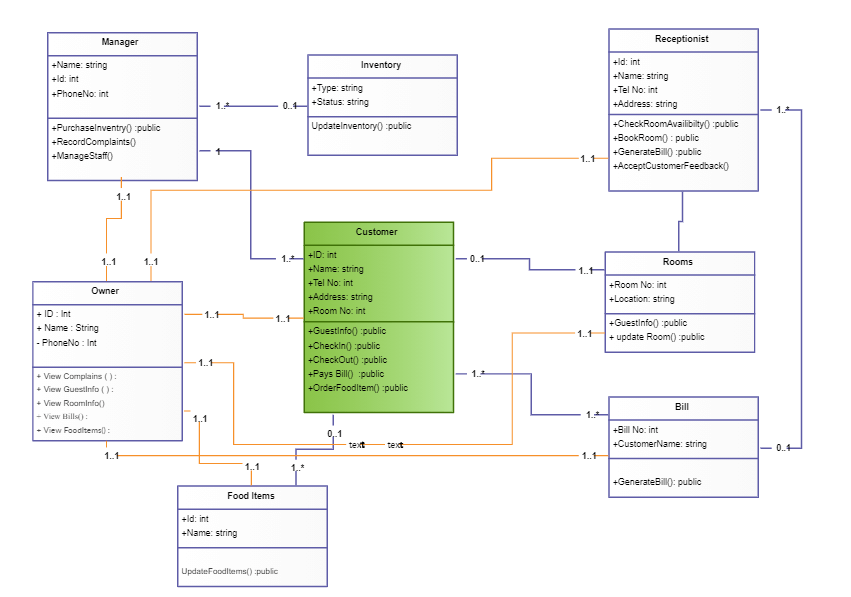 Manager
+Name: string
+Id: int
+PhoneNo: int
+PurchaseInventry() :public
+RecordComplaints()
+ManageStaff()
Inventory
+Type: string
+Status: string
UpdateInventory() :public
Receptionist
+Id: int
+Name: string
+Tel No: int
+Address: string
+CheckRoomAvailibilty() :public
+BookRoom() : public
+GenerateBill() :public
+AcceptCustomerFeedback()
1..*
0..1
1..*
1
1..1
1..1
Customer
+ID: int
+Name: string
+Tel No: int
+Address: string
+Room No: int
+GuestInfo() :public
+CheckIn() :public
+CheckOut() :public
+Pays Bill()  :public
+OrderFoodItem() :public
1..*
0..1
1..1
1..1
1..1
Rooms
+Room No: int
+Location: string
+GuestInfo() :public
+ update Room() :public
Owner
+ ID : Int
+ Name : String
- PhoneNo : Int
+ View Complains ( ) :
+ View GuestInfo ( ) :
+ View RoomInfo()
+ View Bills() :
+ View FoodItems() :
1..1
1..1
1..1
1..1
1..*
1..*
1..1
0..1
text
text
Bill
+Bill No: int
+CustomerName: string
+GenerateBill(): public
0..1
1..1
1..1
1..1
1..*
Food Items
+Id: int
+Name: string
UpdateFoodItems() :public